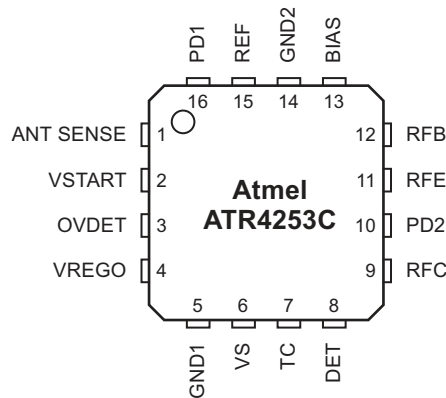 PD1
REF
GND2
BIAS
16
15
14
13
ANT SENSE 1
12 RFB
VSTART 2
11 RFE
OVDET 3
10 PD2
VREGO 4
9 RFC
Atmel
ATR4253C
5
6
7
8
GND1
VS
TC
DET